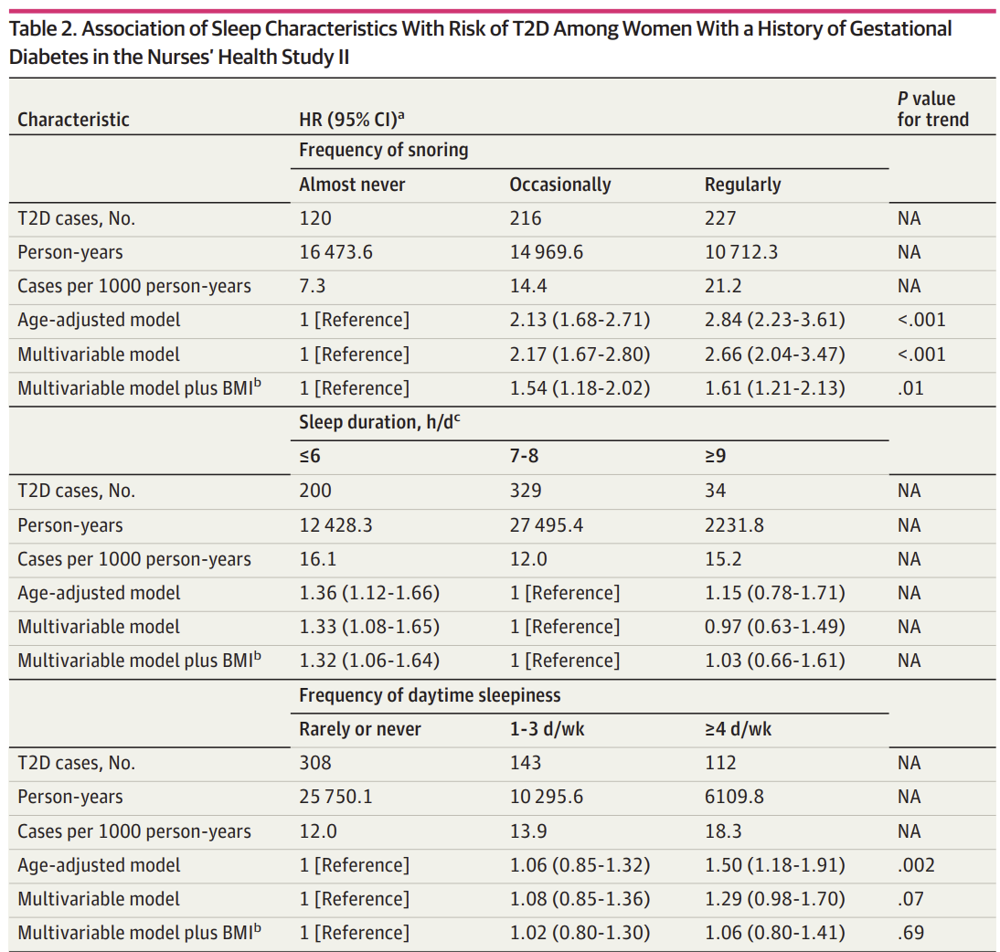 Table 2. Association of Sleep Characteristics With Risk of T2D Among Women With a History of Gestational
Diabetes in the Nurses' Health Study II
Characteristic HR (95% CI)ᵃ P value for trend
Frequency of snoring
Almost never Occasionally Regularly
T2D cases, No. 120 216 227 NA
Person-years 16 473.6 14 969.6 10 712.3 NA
Cases per 1000 person-years 7.3 14.4 21.2 NA
Age-adjusted model 1 [Reference] 2.13 (1.68-2.71) 2.84 (2.23-3.61) <.001
Multivariable model 1 [Reference] 2.17 (1.67-2.80) 2.66 (2.04-3.47) <.001
Multivariable model plus BMIᵇ 1 [Reference] 1.54 (1.18-2.02) 1.61 (1.21-2.13) .01
Sleep duration, h/dᶜ
≤6 7-8 ≥9
T2D cases, No. 200 329 34 NA
Person-years 12 428.3 27 495.4 2231.8 NA
Cases per 1000 person-years 16.1 12.0 15.2 NA
Age-adjusted model 1.36 (1.12-1.66) 1 [Reference] 1.15 (0.78-1.71) NA
Multivariable model 1.33 (1.08-1.65) 1 [Reference] 0.97 (0.63-1.49) NA
Multivariable model plus BMIᵇ 1.32 (1.06-1.64) 1 [Reference] 1.03 (0.66-1.61) NA
Frequency of daytime sleepiness
Rarely or never 1-3 d/wk ≥4 d/wk
T2D cases, No. 308 143 112 NA
Person-years 25 750.1 10 295.6 6109.8 NA
Cases per 1000 person-years 12.0 13.9 18.3 NA
Age-adjusted model 1 [Reference] 1.06 (0.85-1.32) 1.50 (1.18-1.91) .002
Multivariable model 1 [Reference] 1.08 (0.85-1.36) 1.29 (0.98-1.70) .07
Multivariable model plus BMIᵇ 1 [Reference] 1.02 (0.80-1.30) 1.06 (0.80-1.41) .69